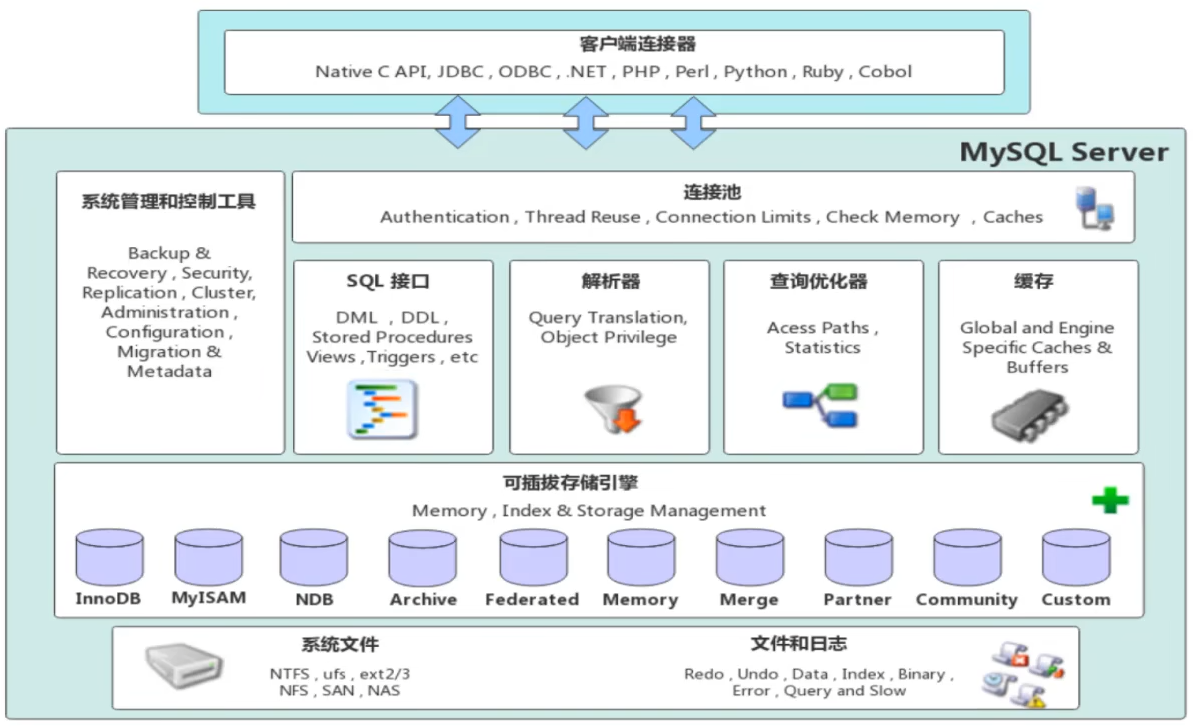 客户端连接器
Native C API, JDBC , ODBC , .NET , PHP , Perl , Python , Ruby , Cobol
MySQL Server
系统管理和控制工具
Backup &
Recovery , Security,
Replication , Cluster,
Administration ,
Configuration ,
Migration &
Metadata
连接池
Authentication , Thread Reuse , Connection Limits , Check Memory , Caches
SQL 接口
DML , DDL ,
Stored Procedures
Views ,Triggers , etc
解析器
Query Translation,
Object Privilege
查询优化器
Acess Paths ,
Statistics
缓存
Global and Engine
Specific Caches &
Buffers
可插拔存储引擎
Memory , Index & Storage Management
InnoDB
MyISAM
NDB
Archive
Federated
Memory
Merge
Partner
Community
Custom
系统文件
NTFS , ufs , ext2/3
NFS , SAN , NAS
文件和日志
Redo , Undo , Data , Index , Binary ,
Error , Query and Slow